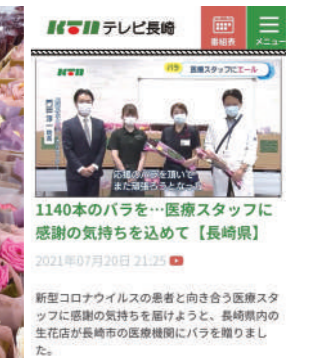 KTN テレビ長崎
番組表
メニュー
KTN
バラ 医療スタッフにエール
応援のバラを頂いて
また頑張ろうとなった
1140本のバラを…医療スタッフに
感謝の気持ちを込めて【長崎県】
2021年07月20日 21:25
新型コロナウイルスの患者と向き合う医療スタ
ッフに感謝の気持ちを届けようと、長崎県内の
生花店が長崎市の医療機関にバラを贈りまし
た。